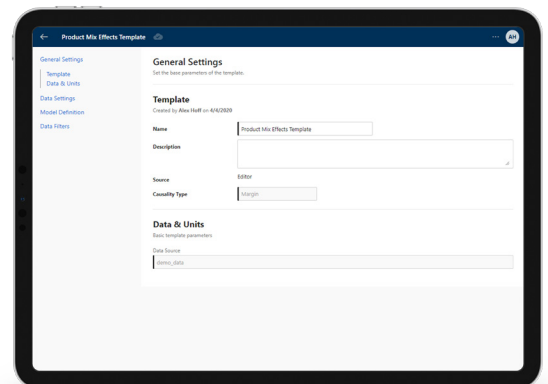 Product Mix Effects Template
AH
General Settings
Template
Data & Units
Data Settings
Model Definition
Data Filters
General Settings
Set the base parameters of the template.
Template
Created by Alex Hoff on 4/4/2020
Name
Product Mix Effects Template
Description
Source
Editor
Causality Type
Margin
Data & Units
Basic template parameters
Data Source
demo_data